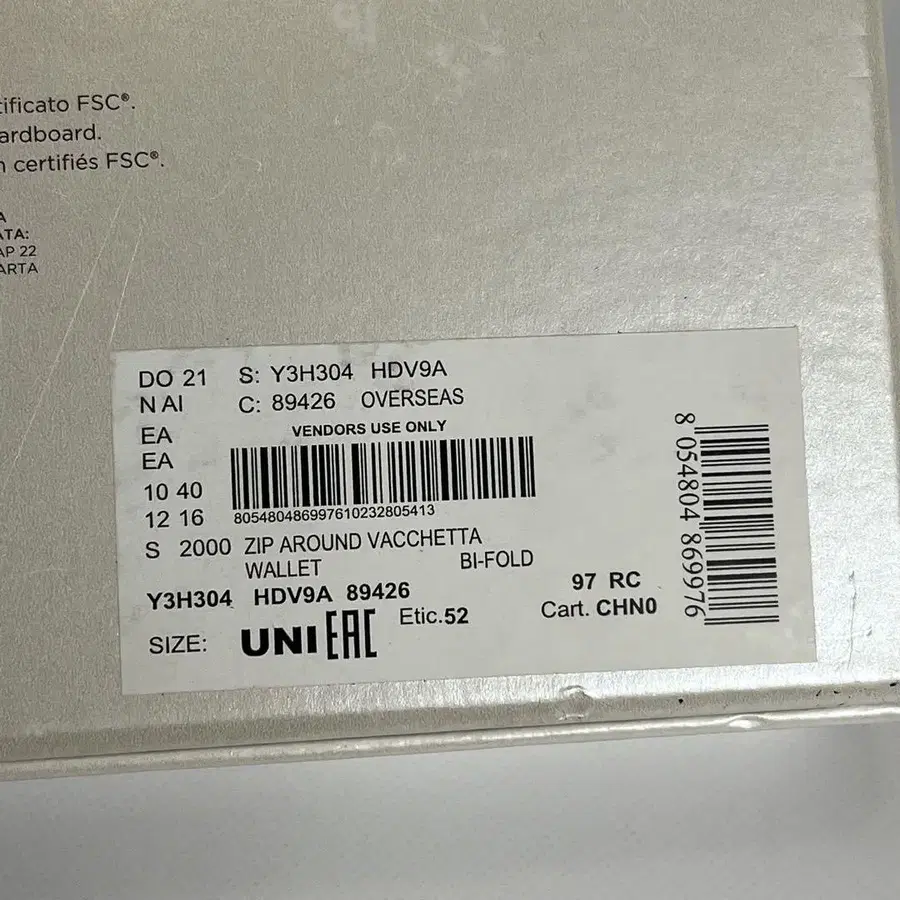 tificato FSC®.
ardboard.
n certifiés FSC®.
A
ATA:
AP 22
ARTA
DO 21 S: Y3H304 HDV9A
N AI C: 89426 OVERSEAS
EA VENDORS USE ONLY
EA
10 40
12 16 805480486997610232805413
S 2000 ZIP AROUND VACCHETTA
WALLET BI-FOLD
Y3H304 HDV9A 89426 97 RC
Etic.52 Cart. CHN0
SIZE: UNI EAC
8 054804 869976